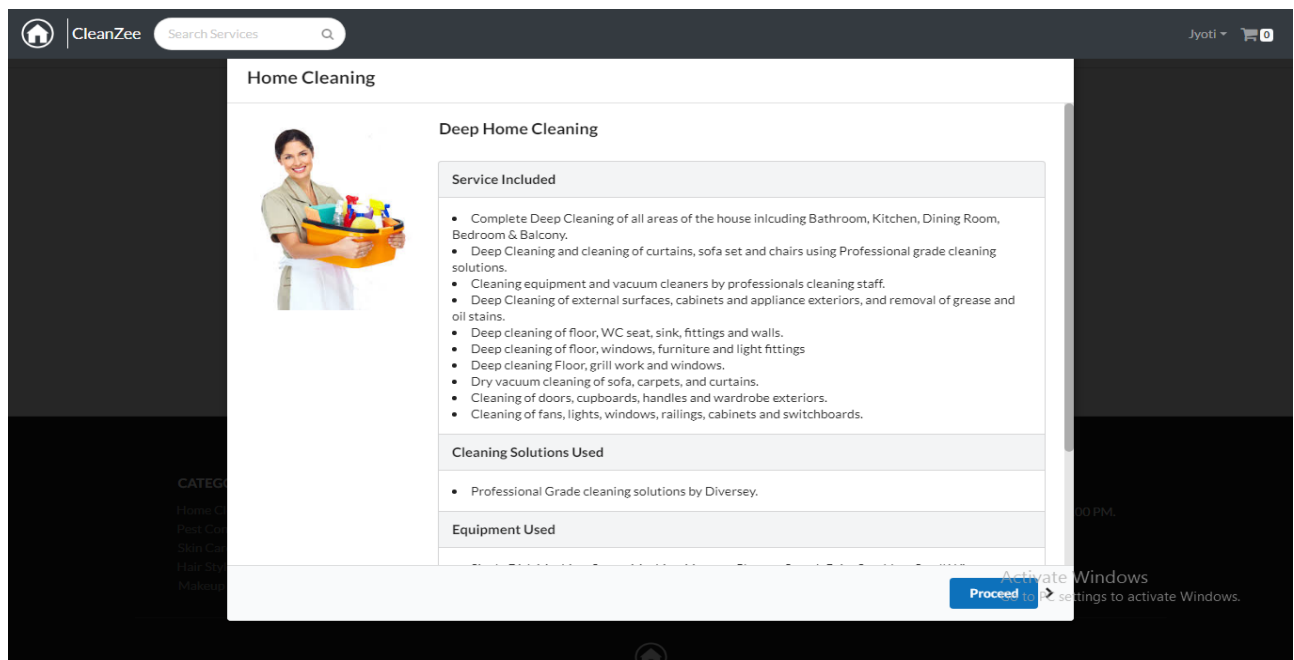 CleanZee
Search Services
Jyoti
0
Home Cleaning
Deep Home Cleaning
Service Included
• Complete Deep Cleaning of all areas of the house inlcuding Bathroom, Kitchen, Dining Room,
Bedroom & Balcony.
• Deep Cleaning and cleaning of curtains, sofa set and chairs using Professional grade cleaning
solutions.
• Cleaning equipment and vacuum cleaners by professionals cleaning staff.
• Deep Cleaning of external surfaces, cabinets and appliance exteriors, and removal of grease and
oil stains.
• Deep cleaning of floor, WC seat, sink, fittings and walls.
• Deep cleaning of floor, windows, furniture and light fittings
• Deep cleaning Floor, grill work and windows.
• Dry vacuum cleaning of sofa, carpets, and curtains.
• Cleaning of doors, cupboards, handles and wardrobe exteriors.
• Cleaning of fans, lights, windows, railings, cabinets and switchboards.
Cleaning Solutions Used
• Professional Grade cleaning solutions by Diversey.
Equipment Used
Proceed
CATEG
Home C
Pest Con
Skin Car
Hair Sty
Makeup
00 PM.
Activate Windows
Go to PC settings to activate Windows.